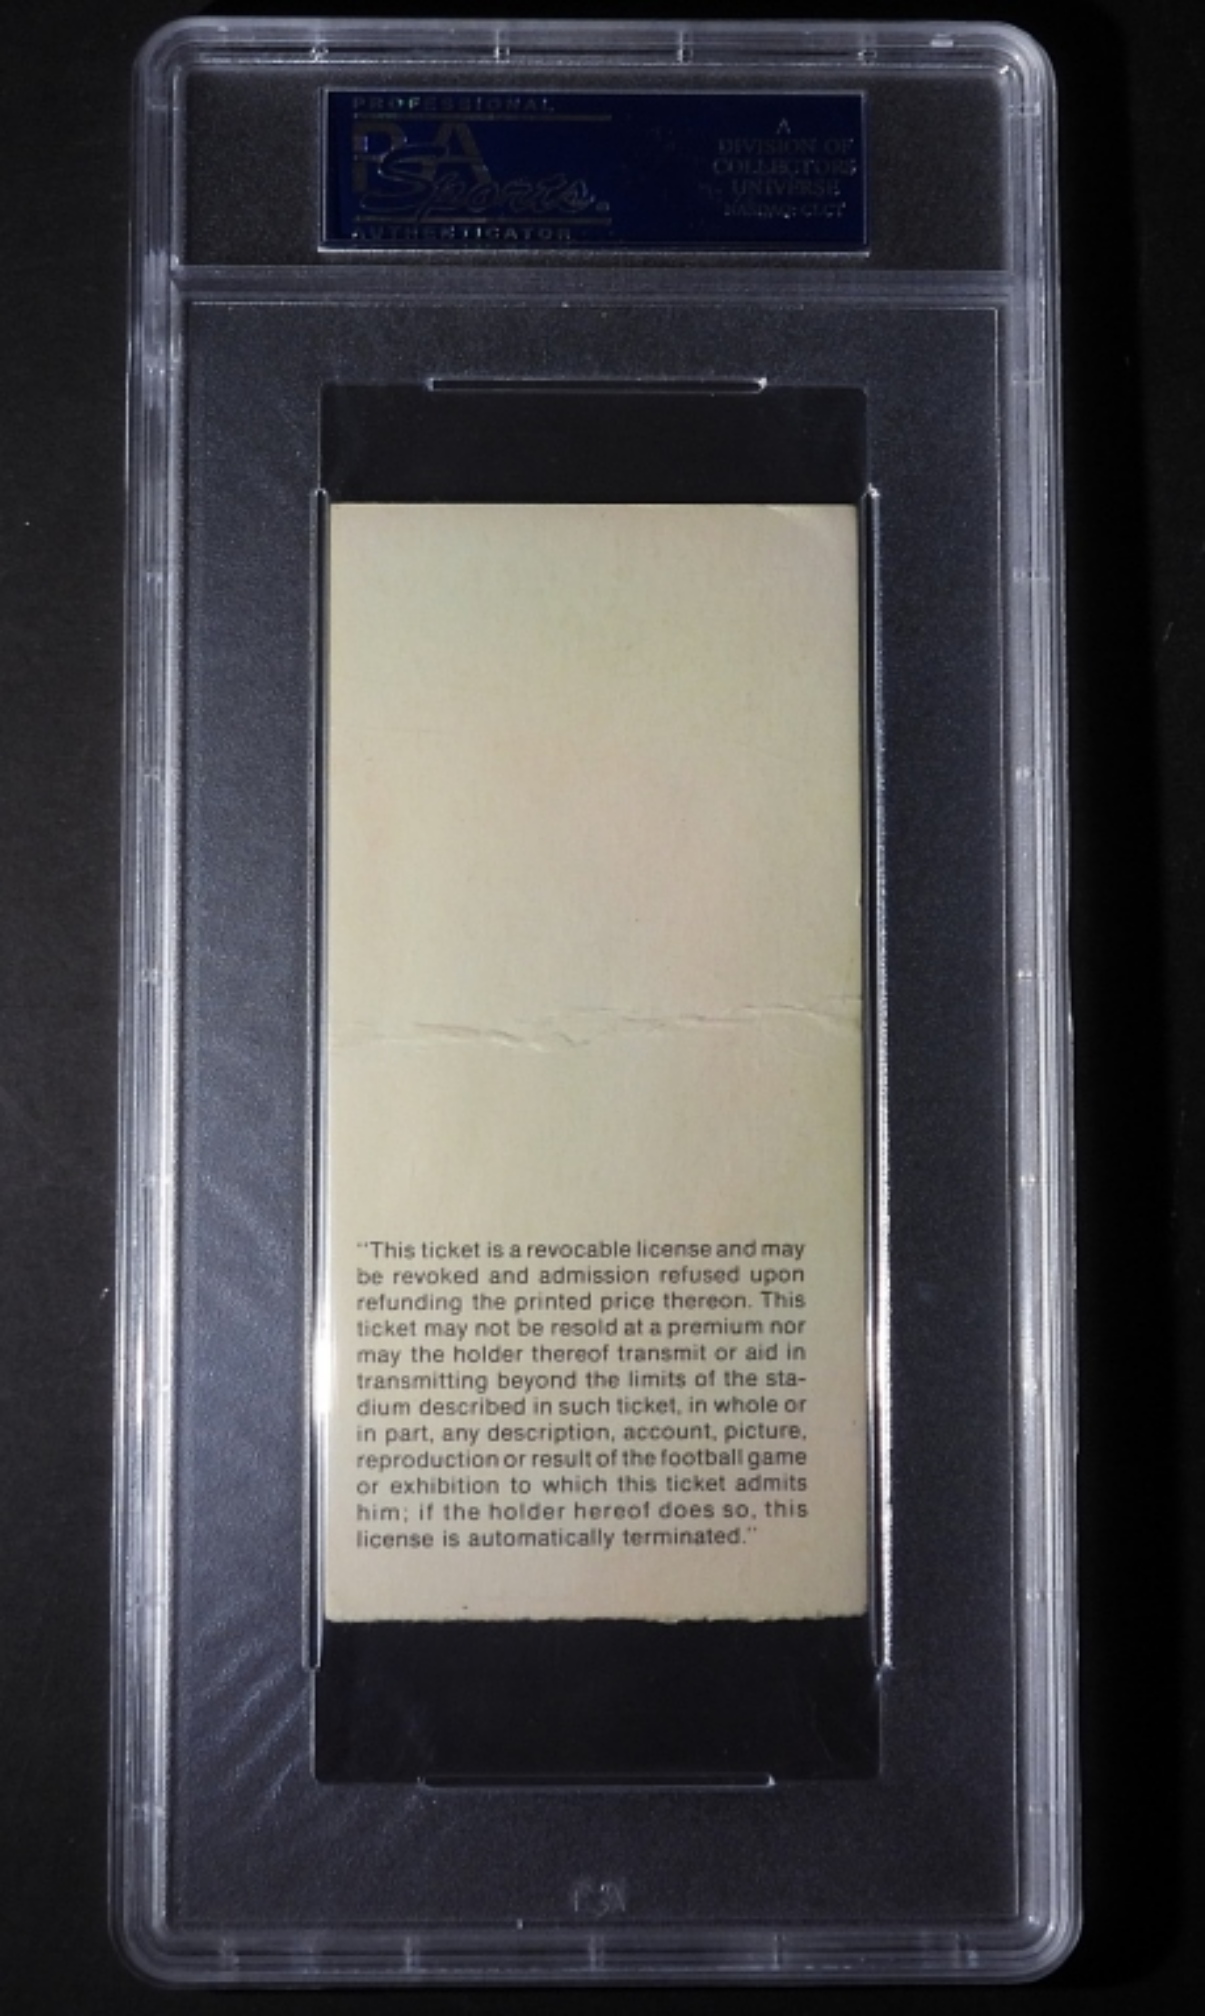 PROFESSIONAL
PSA
Sports
AUTHENTICATOR
A
DIVISION OF
COLLECTORS
UNIVERSE
NASDAQ: CLCT
“This ticket is a revocable license and may
be revoked and admission refused upon
refunding the printed price thereon. This
ticket may not be resold at a premium nor
may the holder thereof transmit or aid in
transmitting beyond the limits of the sta-
dium described in such ticket, in whole or
in part, any description, account, picture,
reproduction or result of the football game
or exhibition to which this ticket admits
him; if the holder hereof does so, this
license is automatically terminated.”
PSA